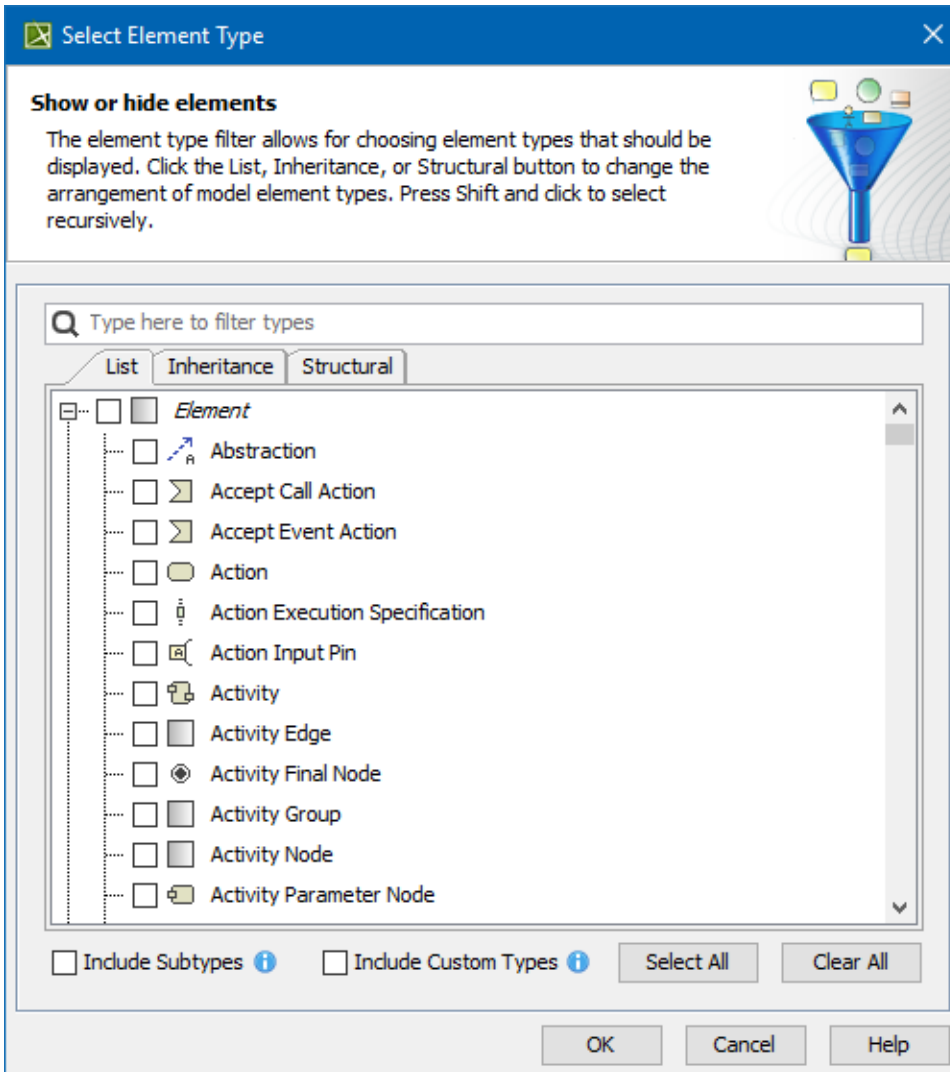 Select Element Type
Show or hide elements
The element type filter allows for choosing element types that should be
displayed. Click the List, Inheritance, or Structural button to change the
arrangement of model element types. Press Shift and click to select
recursively.
Type here to filter types
List Inheritance Structural
Element
Abstraction
Accept Call Action
Accept Event Action
Action
Action Execution Specification
Action Input Pin
Activity
Activity Edge
Activity Final Node
Activity Group
Activity Node
Activity Parameter Node
Include Subtypes Include Custom Types Select All Clear All
OK Cancel Help